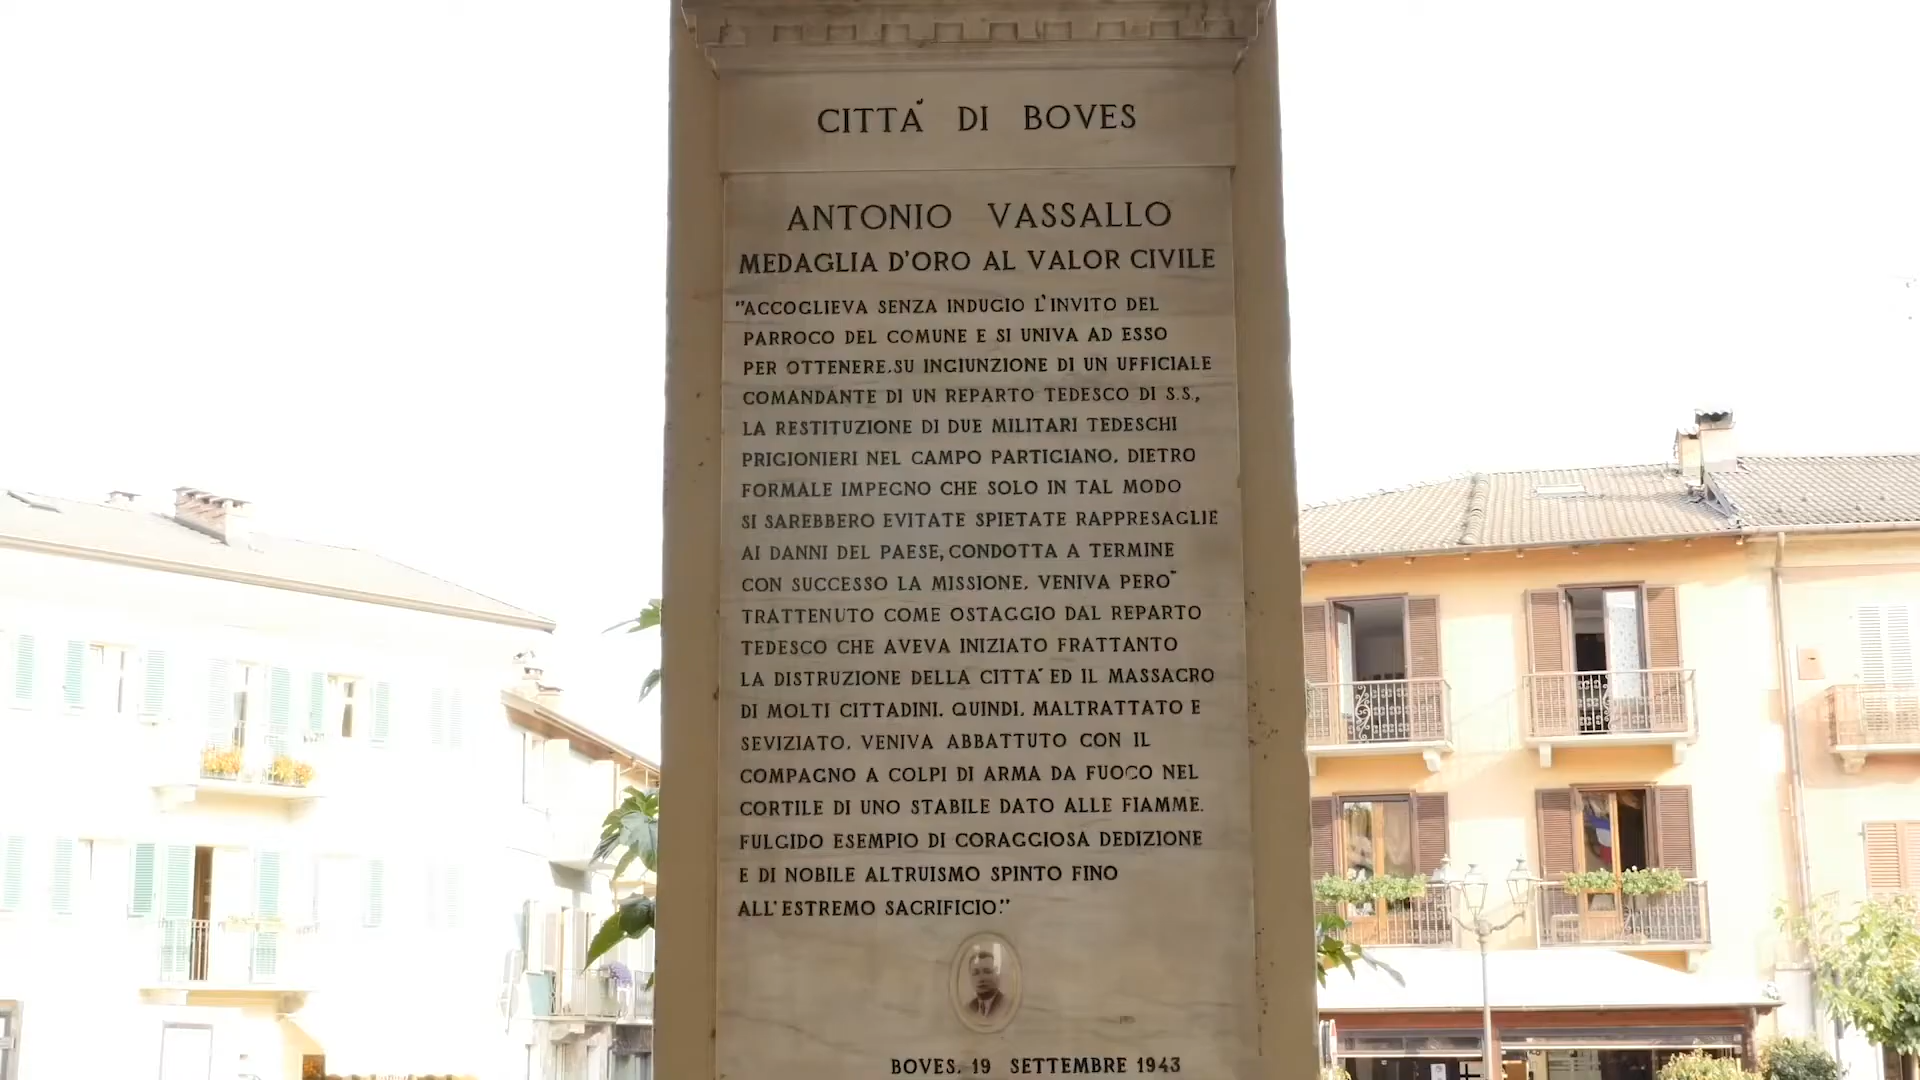 CITTÀ DI BOVES
ANTONIO VASSALLO
MEDAGLIA D'ORO AL VALOR CIVILE
"ACCOGLIEVA SENZA INDUGIO L'INVITO DEL
PARROCO DEL COMUNE E SI UNIVA AD ESSO
PER OTTENERE.SU INGIUNZIONE DI UN UFFICIALE
COMANDANTE DI UN REPARTO TEDESCO DI S.S.,
LA RESTITUZIONE DI DUE MILITARI TEDESCHI
PRIGIONIERI NEL CAMPO PARTIGIANO. DIETRO
FORMALE IMPEGNO CHE SOLO IN TAL MODO
SI SAREBBERO EVITATE SPIETATE RAPPRESAGLIE
AI DANNI DEL PAESE, CONDOTTA A TERMINE
CON SUCCESSO LA MISSIONE. VENIVA PERÒ
TRATTENUTO COME OSTAGGIO DAL REPARTO
TEDESCO CHE AVEVA INIZIATO FRATTANTO
LA DISTRUZIONE DELLA CITTÀ ED IL MASSACRO
DI MOLTI CITTADINI. QUINDI. MALTRATTATO E
SEVIZIATO. VENIVA ABBATTUTO CON IL
COMPAGNO A COLPI DI ARMA DA FUOCO NEL
CORTILE DI UNO STABILE DATO ALLE FIAMME.
FULGIDO ESEMPIO DI CORAGGIOSA DEDIZIONE
E DI NOBILE ALTRUISMO SPINTO FINO
ALL'ESTREMO SACRIFICIO."
BOVES. 19 SETTEMBRE 1943